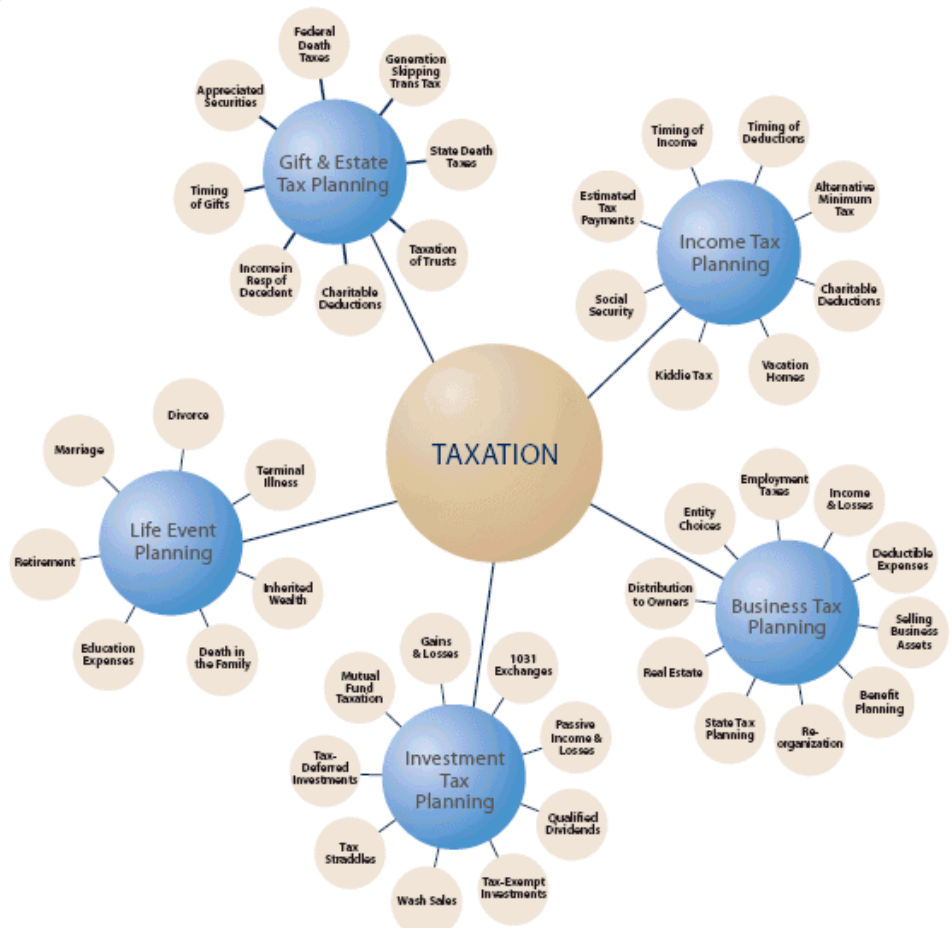 Federal
Death
Taxes
Generation
Skipping
Trans Tax
Appreciated
Securities
State Death
Taxes
Gift & Estate
Tax Planning
Timing
of Gifts
Taxation
of Trusts
Income in
Resp of
Decedent
Charitable
Deductions
Timing of
Income
Timing of
Deductions
Estimated
Tax
Payments
Alternative
Minimum
Tax
Income Tax
Planning
Social
Security
Charitable
Deductions
Kiddie Tax
Vacation
Homes
TAXATION
Divorce
Marriage
Terminal
Illness
Life Event
Planning
Retirement
Inherited
Wealth
Education
Expenses
Death in
the Family
Employment
Taxes
Income
& Losses
Entity
Choices
Deductible
Expenses
Distribution
to Owners
Business Tax
Planning
Selling
Business
Assets
Real Estate
Benefit
Planning
State Tax
Planning
Re-
organization
Gains
& Losses
1031
Exchanges
Mutual
Fund
Taxation
Passive
Income &
Losses
Tax-
Deferred
Investments
Investment
Tax
Planning
Qualified
Dividends
Tax
Straddles
Wash Sales
Tax-Exempt
Investments